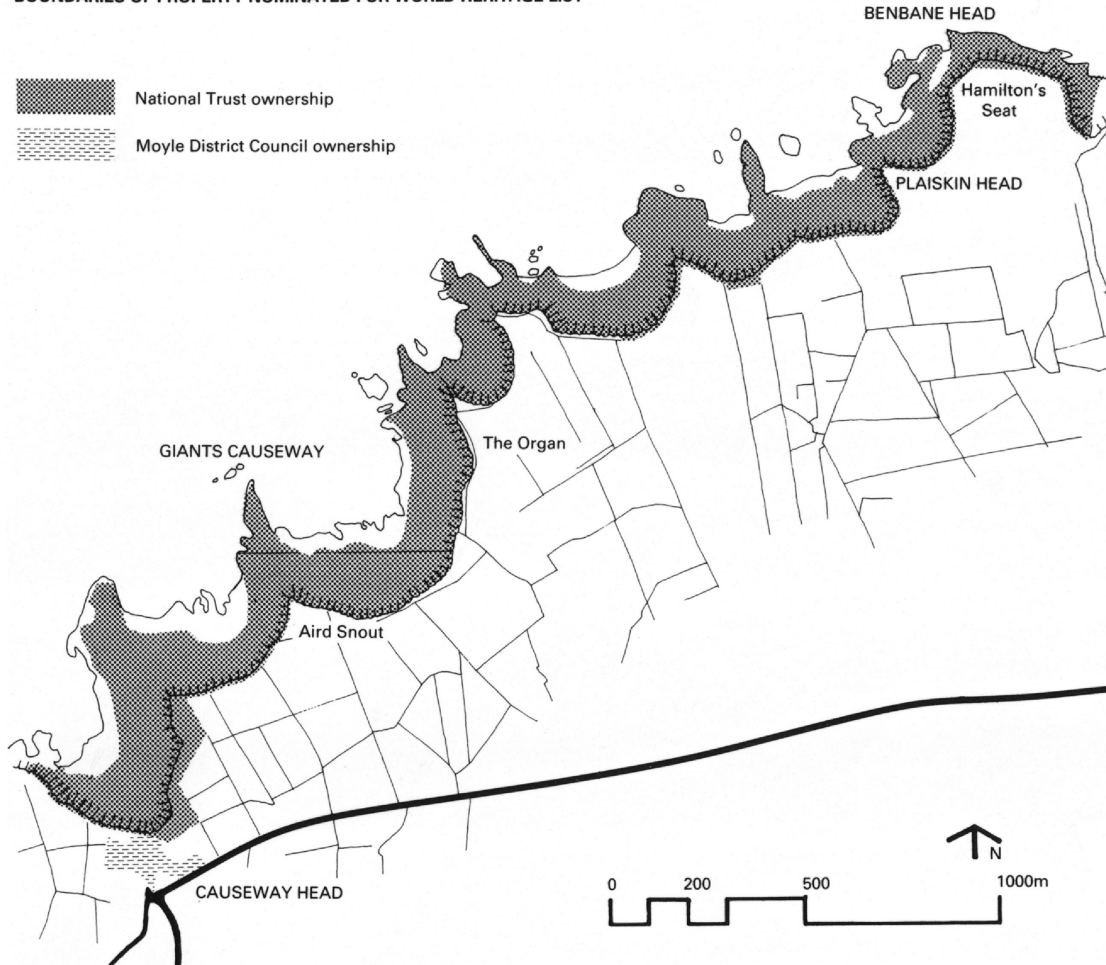 BOUNDARIES OF PROPERTY NOMINATED FOR WORLD HERITAGE LIST
BENBANE HEAD
National Trust ownership
Hamilton's
Seat
Moyle District Council ownership
PLAISKIN HEAD
GIANTS CAUSEWAY
The Organ
Aird Snout
CAUSEWAY HEAD
N
0 200 500 1000m